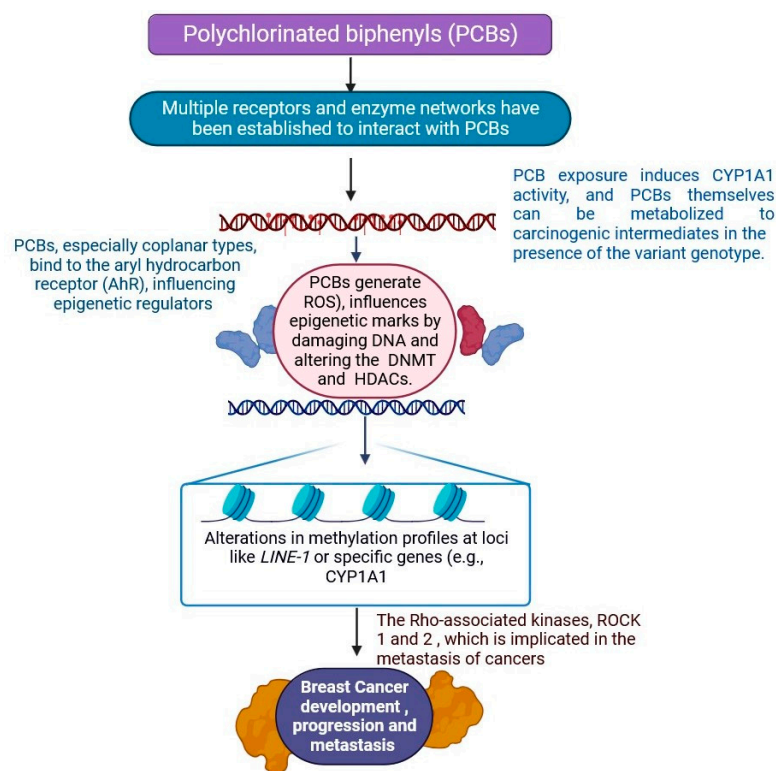 Polychlorinated biphenyls (PCBs)
Multiple receptors and enzyme networks have
been established to interact with PCBs
PCB exposure induces CYP1A1
activity, and PCBs themselves
can be metabolized to
carcinogenic intermediates in the
presence of the variant genotype.
PCBs, especially coplanar types,
bind to the aryl hydrocarbon
receptor (AhR), influencing
epigenetic regulators
PCBs generate
ROS), influences
epigenetic marks by
damaging DNA and
altering the DNMT
and HDACs.
Alterations in methylation profiles at loci
like LINE-1 or specific genes (e.g.,
CYP1A1
The Rho-associated kinases, ROCK
1 and 2 , which is implicated in the
metastasis of cancers
Breast Cancer
development ,
progression and
metastasis